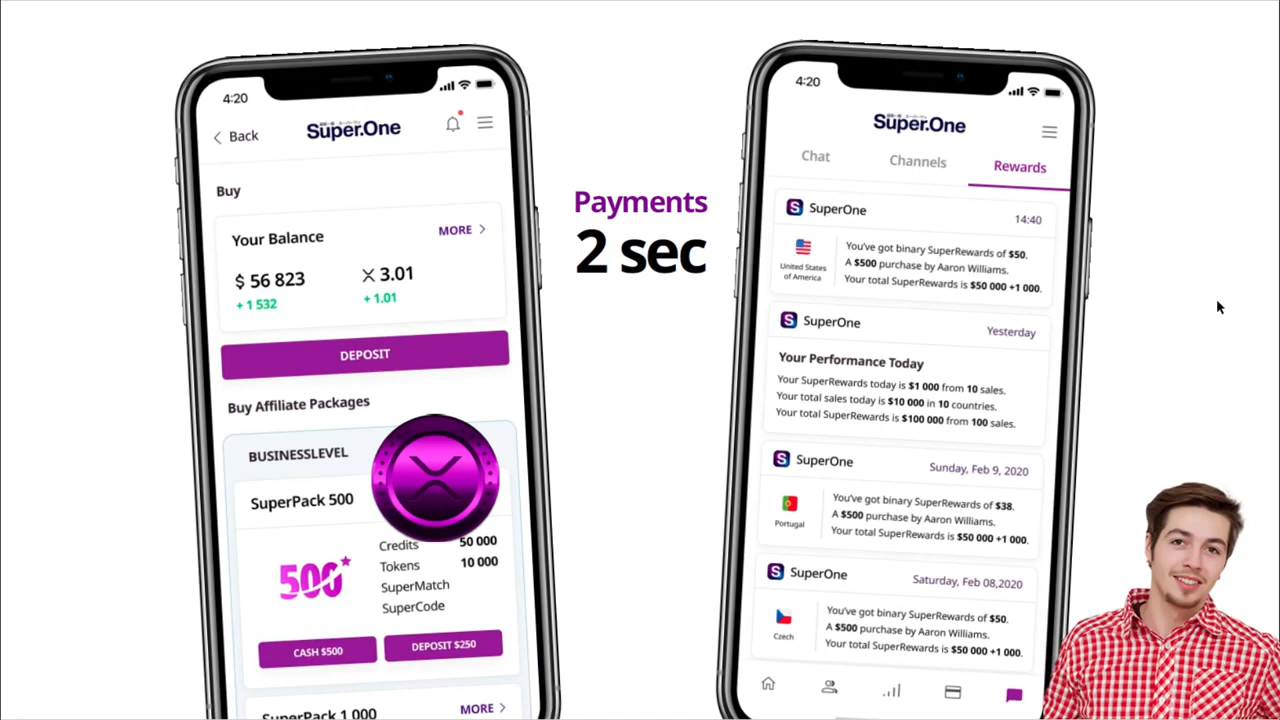 4:20
Back
Super.One
Buy
Your Balance
MORE
$ 56 823
3.01
+ 1 532
+ 1.01
DEPOSIT
Buy Affiliate Packages
BUSINESSLEVEL
SuperPack 500
500
Credits 50 000
Tokens 10 000
SuperMatch
SuperCode
CASH $500
DEPOSIT $250
SuperPack 1 000
MORE
Payments
2 sec
4:20
Super.One
Chat
Channels
Rewards
SuperOne
14:40
United States
of America
You've got binary SuperRewards of $50.
A $500 purchase by Aaron Williams.
Your total SuperRewards is $50 000 +1 000.
SuperOne
Yesterday
Your Performance Today
Your SuperRewards today is $1 000 from 10 sales.
Your total sales today is $10 000 in 10 countries.
Your total SuperRewards is $100 000 from 100 sales.
SuperOne
Sunday, Feb 9, 2020
Portugal
You've got binary SuperRewards of $38.
A $500 purchase by Aaron Williams.
Your total SuperRewards is $50 000 +1 000.
SuperOne
Saturday, Feb 08,2020
Czech
You've got binary SuperRewards of $50.
A $500 purchase by Aaron Williams.
Your total SuperRewards is $50 000 +1 000.